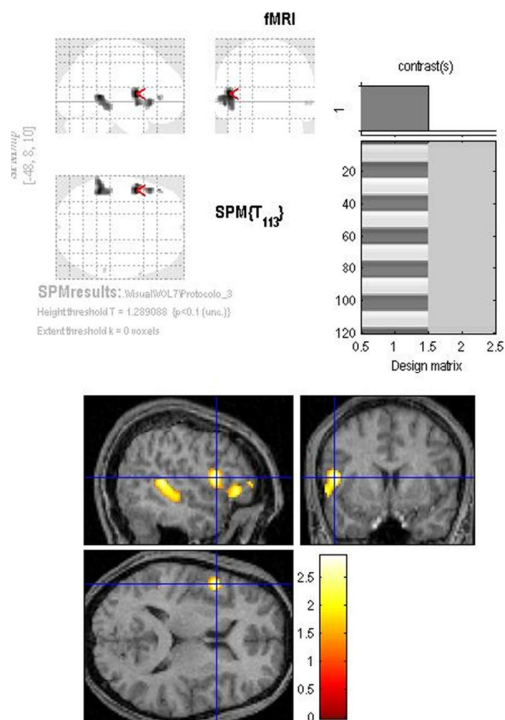 fMRI
contrast(s)
1
[-48, 8, 10]
SPM{T113}
20
40
60
80
100
120
0.5 1 1.5 2 2.5
Design matrix
SPMresults: .\Visual\VOL7\Protocolo_3
Height threshold T = 1.289088 {p<0.1 (unc.)}
Extent threshold k = 0 voxels
2.5
2
1.5
1
0.5
0